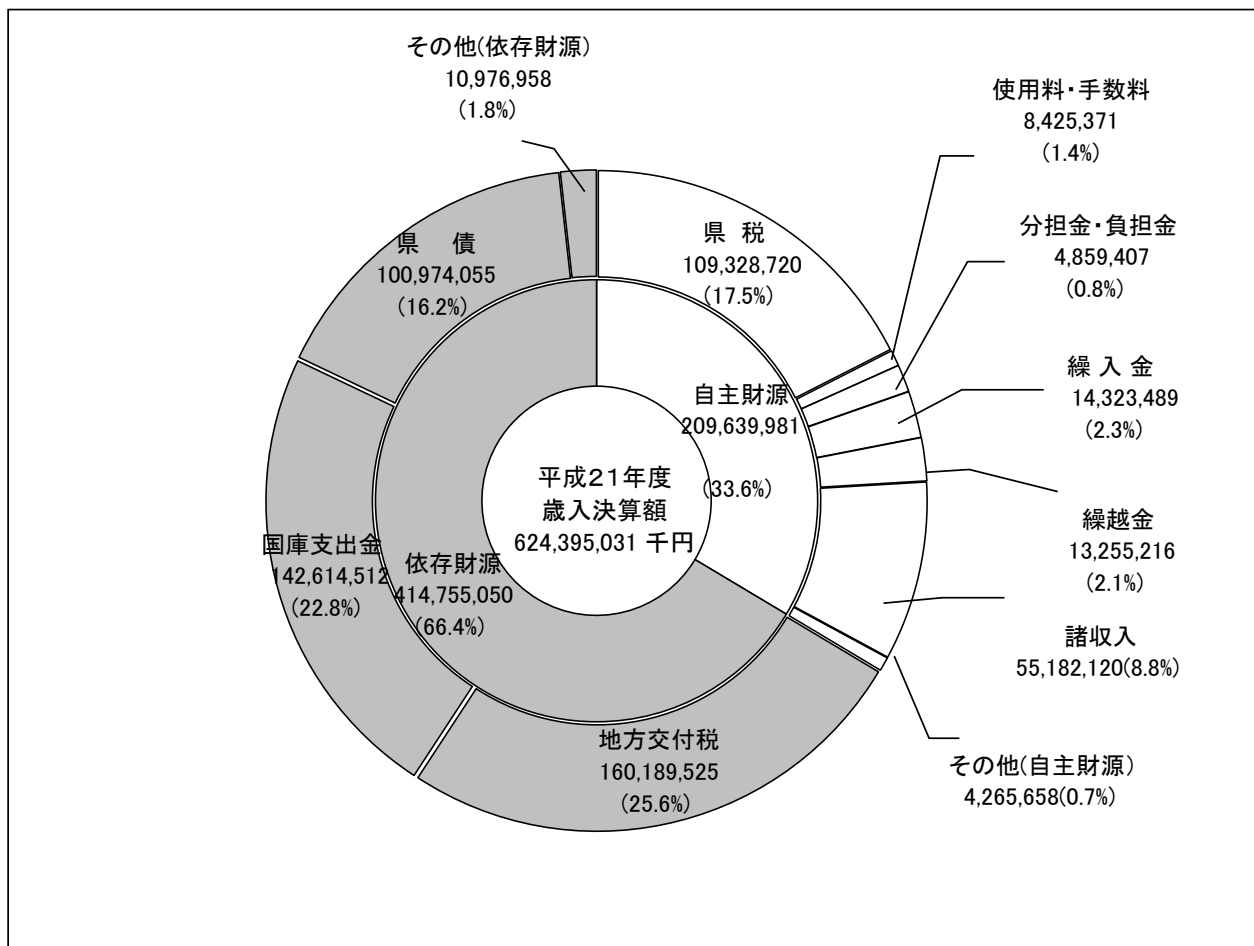 その他(依存財源)
10,976,958
(1.8%)
使用料・手数料
8,425,371
(1.4%)
県 税
109,328,720
(17.5%)
分担金・負担金
4,859,407
(0.8%)
県 債
100,974,055
(16.2%)
繰 入 金
14,323,489
(2.3%)
自主財源
209,639,981
(33.6%)
平成21年度
歳入決算額
624,395,031 千円
繰越金
13,255,216
(2.1%)
国庫支出金
142,614,512
(22.8%)
依存財源
414,755,050
(66.4%)
諸収入
55,182,120(8.8%)
地方交付税
160,189,525
(25.6%)
その他(自主財源)
4,265,658(0.7%)